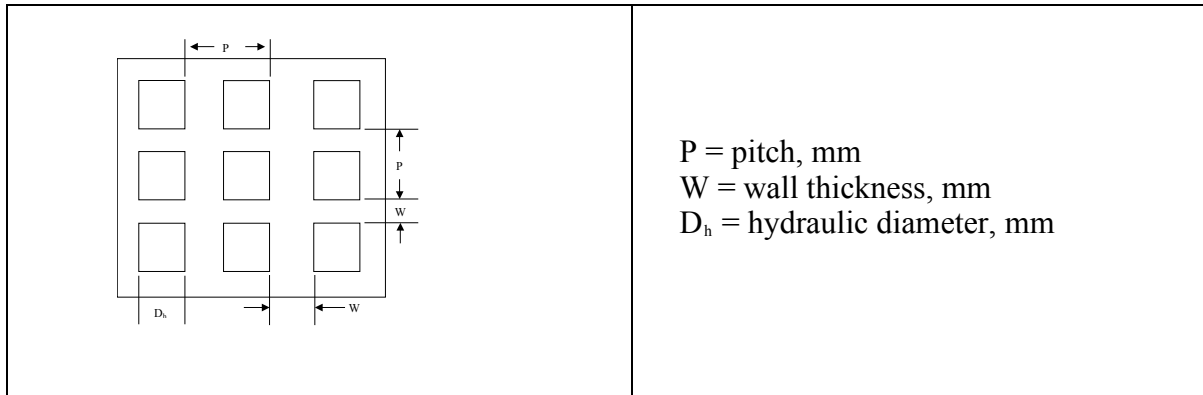 P
P
W
W
Dₕ
P = pitch, mm
W = wall thickness, mm
Dₕ = hydraulic diameter, mm